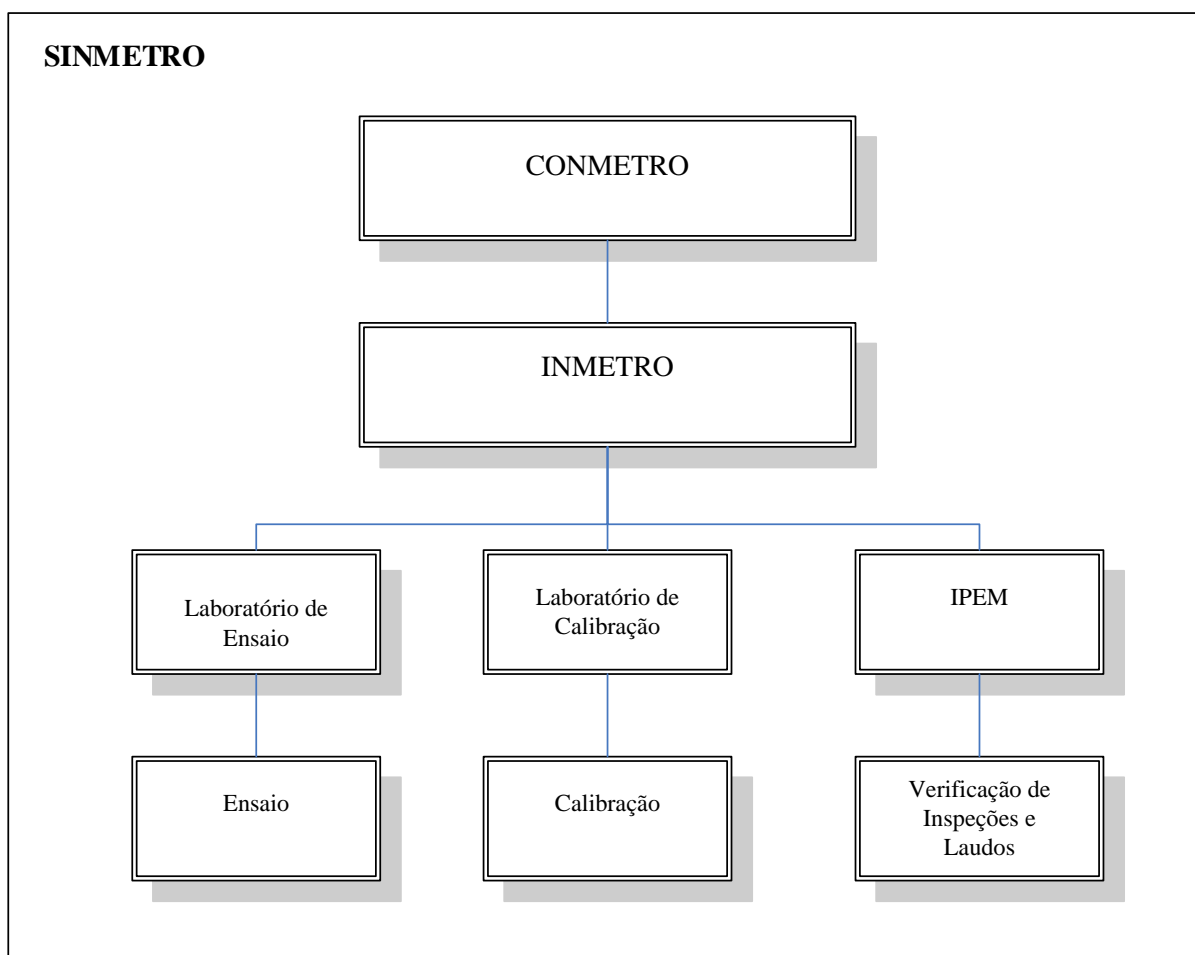 SINMETRO
CONMETRO
INMETRO
Laboratório de
Ensaio
Laboratório de
Calibração
IPEM
Ensaio
Calibração
Verificação de
Inspeções e
Laudos